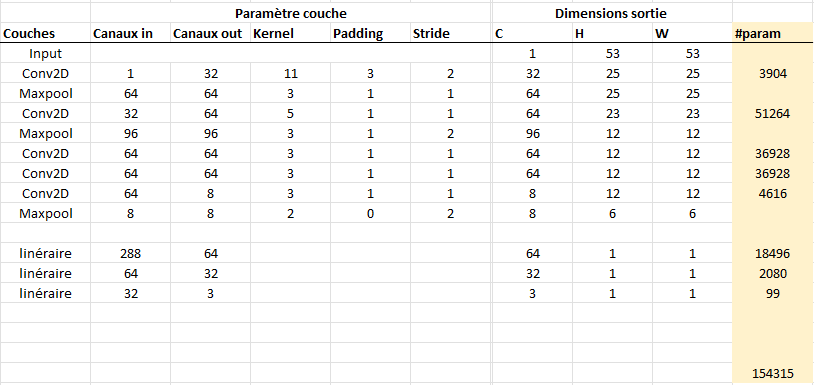 Paramètre couche Dimensions sortie
Couches Canaux in Canaux out Kernel Padding Stride C H W #param
Input 1 53 53
Conv2D 1 32 11 3 2 32 25 25 3904
Maxpool 64 64 3 1 1 64 25 25
Conv2D 32 64 5 1 1 64 23 23 51264
Maxpool 96 96 3 1 2 96 12 12
Conv2D 64 64 3 1 1 64 12 12 36928
Conv2D 64 64 3 1 1 64 12 12 36928
Conv2D 64 8 3 1 1 8 12 12 4616
Maxpool 8 8 2 0 2 8 6 6
linéraire 288 64 64 1 1 18496
linéraire 64 32 32 1 1 2080
linéraire 32 3 3 1 1 99
154315